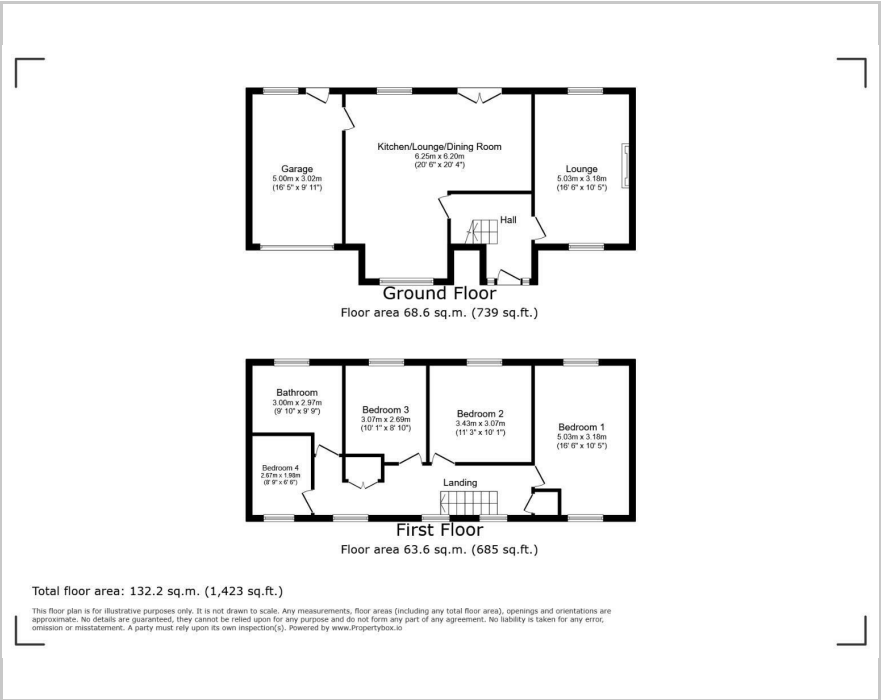 Kitchen/Lounge/Dining Room
6.25m x 6.20m
(20' 6" x 20' 4")
Garage
5.00m x 3.02m
(16' 5" x 9' 11")
Lounge
5.03m x 3.18m
(16' 6" x 10' 5")
Hall
Ground Floor
Floor area 68.6 sq.m. (739 sq.ft.)
Bathroom
3.00m x 2.97m
(9' 10" x 9' 9")
Bedroom 3
3.07m x 2.69m
(10' 1" x 8' 10")
Bedroom 2
3.43m x 3.07m
(11' 3" x 10' 1")
Bedroom 1
5.03m x 3.18m
(16' 6" x 10' 5")
Bedroom 4
2.67m x 1.98m
(8' 9" x 6' 6")
Landing
First Floor
Floor area 63.6 sq.m. (685 sq.ft.)
Total floor area: 132.2 sq.m. (1,423 sq.ft.)
This floor plan is for illustrative purposes only. It is not drawn to scale. Any measurements, floor areas (including any total floor area), openings and orientations are
approximate. No details are guaranteed, they cannot be relied upon for any purpose and do not form any part of any agreement. No liability is taken for any error,
omission or misstatement. A party must rely upon its own inspection(s). Powered by www.Propertybox.io